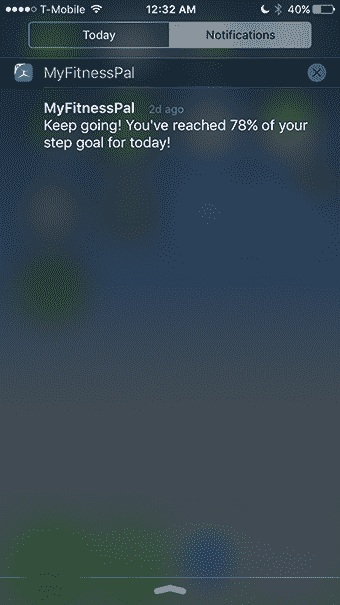 T-Mobile 12:32 AM 40%
Today Notifications
MyFitnessPal
MyFitnessPal 2d ago
Keep going! You've reached 78% of your
step goal for today!